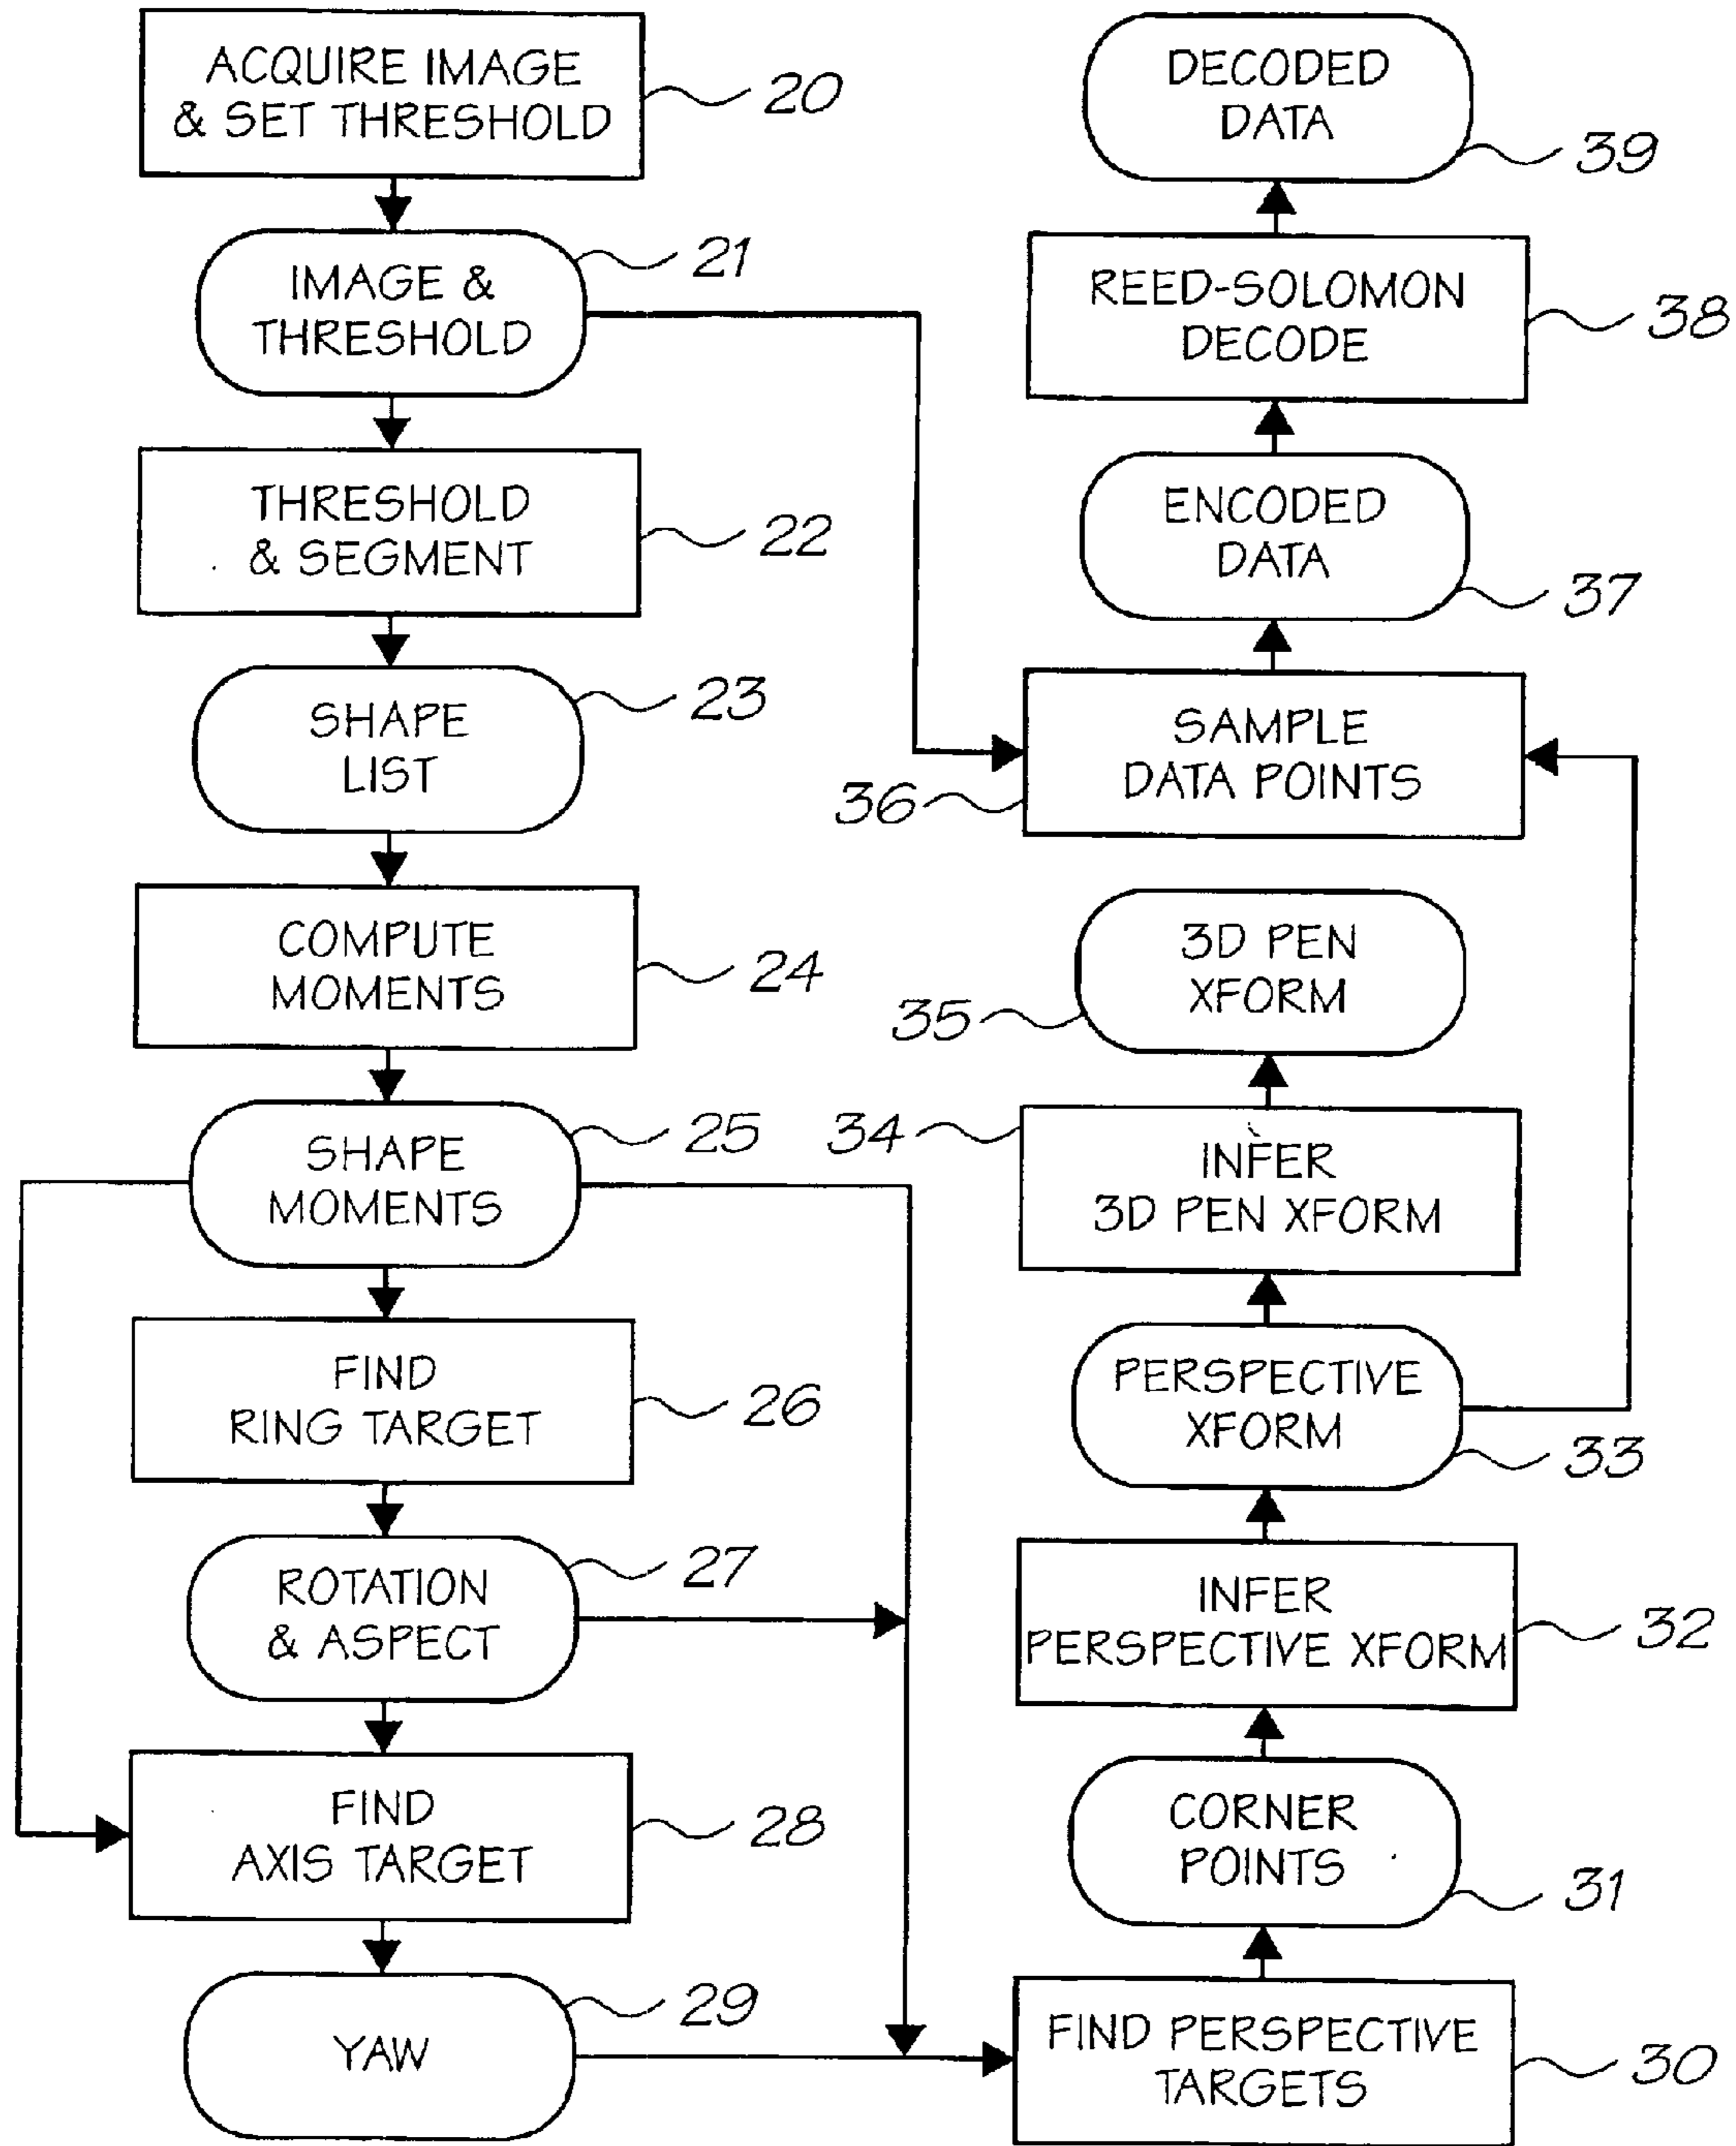 ACQUIRE IMAGE
& SET THRESHOLD
20
IMAGE &
THRESHOLD
21
THRESHOLD
& SEGMENT
22
SHAPE
LIST
23
COMPUTE
MOMENTS
24
SHAPE
MOMENTS
25
FIND
RING TARGET
26
ROTATION
& ASPECT
27
FIND
AXIS TARGET
28
YAW
29
FIND PERSPECTIVE
TARGETS
30
CORNER
POINTS
31
INFER
PERSPECTIVE XFORM
32
PERSPECTIVE
XFORM
33
INFER
3D PEN XFORM
34
3D PEN
XFORM
35
SAMPLE
DATA POINTS
36
ENCODED
DATA
37
REED-SOLOMON
DECODE
38
DECODED
DATA
39